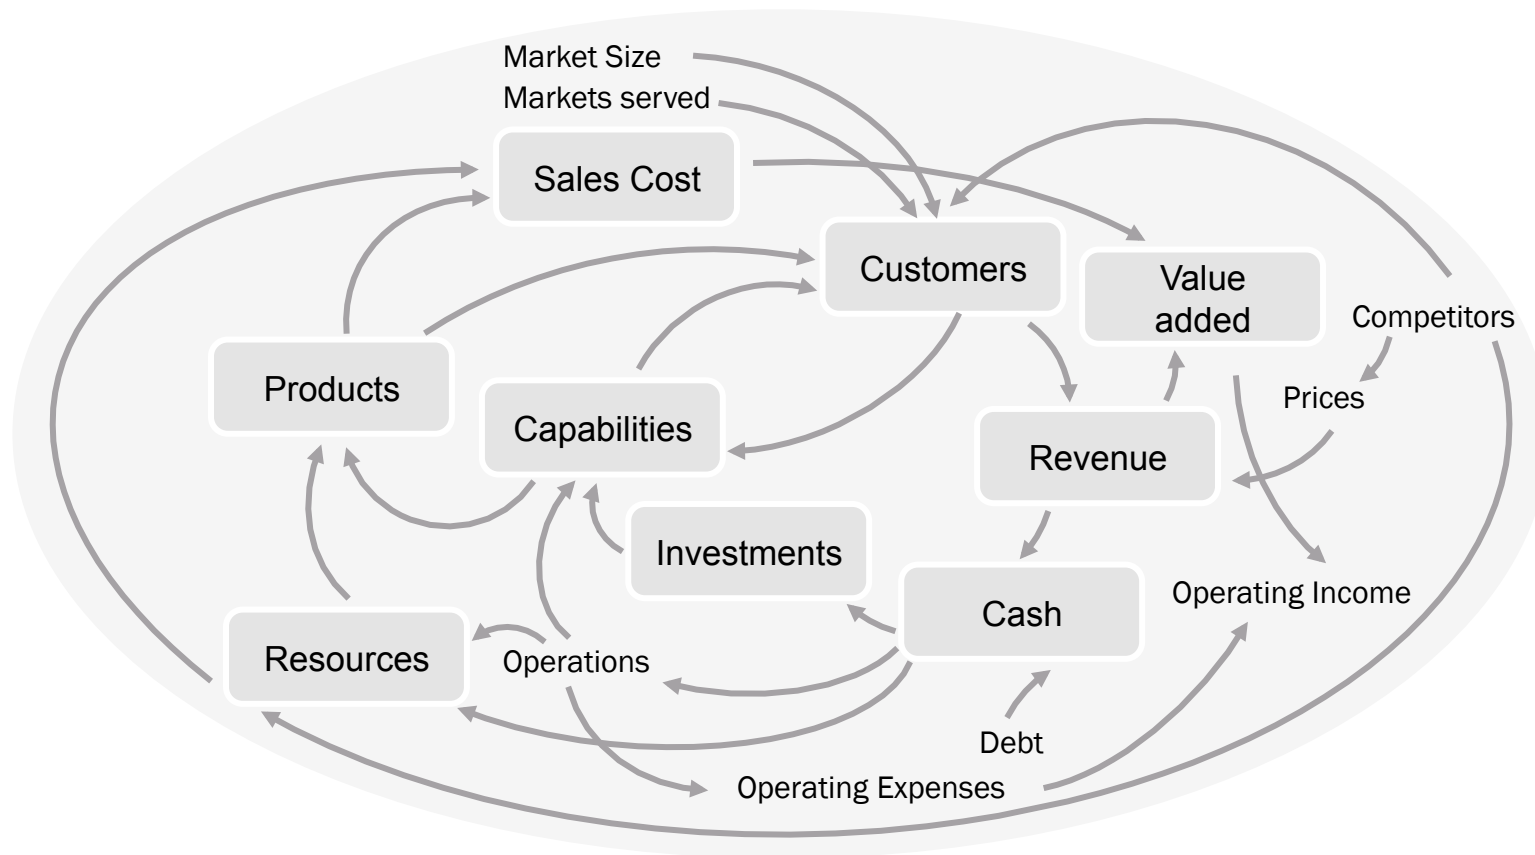 Market Size
Markets served
Sales Cost
Customers
Value
added
Competitors
Products
Capabilities
Prices
Revenue
Investments
Operating Income
Cash
Resources
Operations
Debt
Operating Expenses